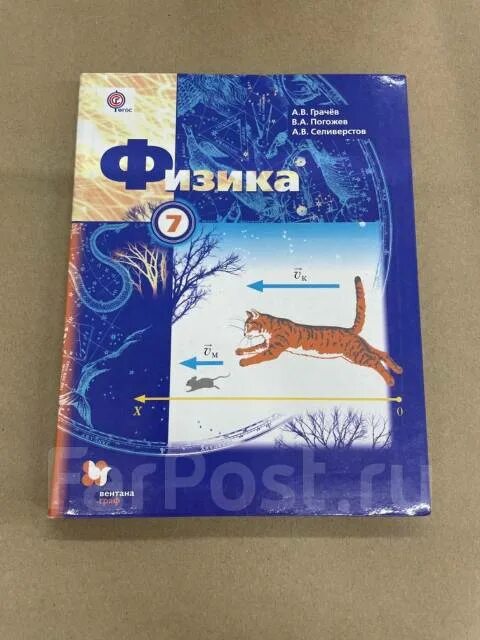 ФГОС
А.В. Грачёв
В.А. Погожев
А.В. Селиверстов
Физика
7
v⃗к
v⃗м
x
0
вентана
граф
FarPost.ru